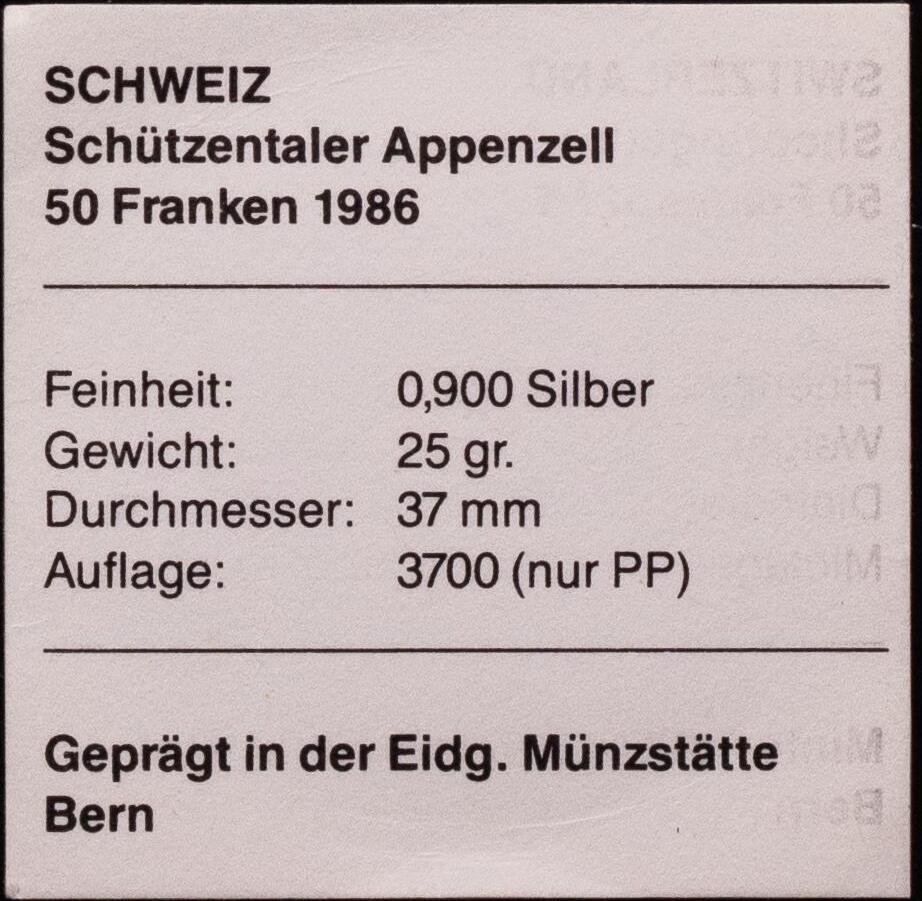 SCHWEIZ
Schützentaler Appenzell
50 Franken 1986
Feinheit: 0,900 Silber
Gewicht: 25 gr.
Durchmesser: 37 mm
Auflage: 3700 (nur PP)
Geprägt in der Eidg. Münzstätte
Bern